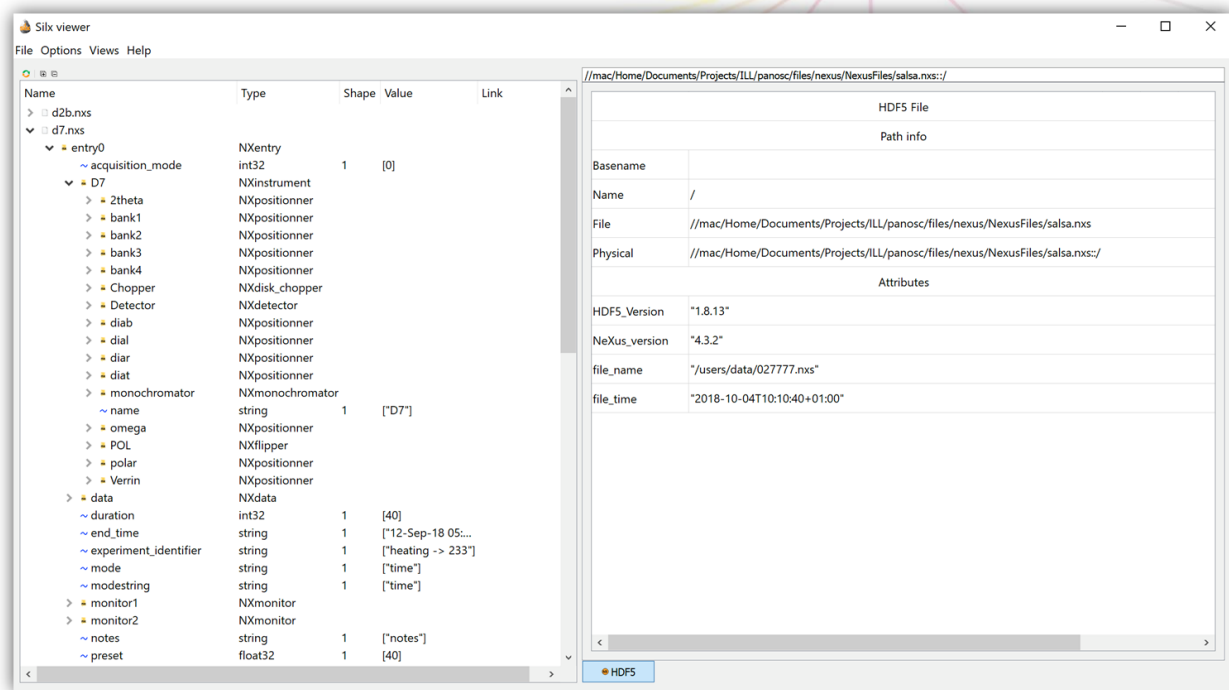 Silx viewer
File Options Views Help
Name Type Shape Value Link
d2b.nxs
d7.nxs
entry0 NXentry
acquisition_mode int32 1 [0]
D7 NXinstrument
2theta NXpositionner
bank1 NXpositionner
bank2 NXpositionner
bank3 NXpositionner
bank4 NXpositionner
Chopper NXdisk_chopper
Detector NXdetector
diab NXpositionner
dial NXpositionner
diar NXpositionner
diat NXpositionner
monochromator NXmonochromator
name string 1 ["D7"]
omega NXpositionner
POL NXflipper
polar NXpositionner
Verrin NXpositionner
data NXdata
duration int32 1 [40]
end_time string 1 ["12-Sep-18 05:...
experiment_identifier string 1 ["heating -> 233"]
mode string 1 ["time"]
modestring string 1 ["time"]
monitor1 NXmonitor
monitor2 NXmonitor
notes string 1 ["notes"]
preset float32 1 [40]
//mac/Home/Documents/Projects/ILL/panosc/files/nexus/NexusFiles/salsa.nxs::/
HDF5 File
Path info
Basename
Name /
File //mac/Home/Documents/Projects/ILL/panosc/files/nexus/NexusFiles/salsa.nxs
Physical //mac/Home/Documents/Projects/ILL/panosc/files/nexus/NexusFiles/salsa.nxs::/
Attributes
HDF5_Version "1.8.13"
NeXus_version "4.3.2"
file_name "/users/data/027777.nxs"
file_time "2018-10-04T10:10:40+01:00"
HDF5